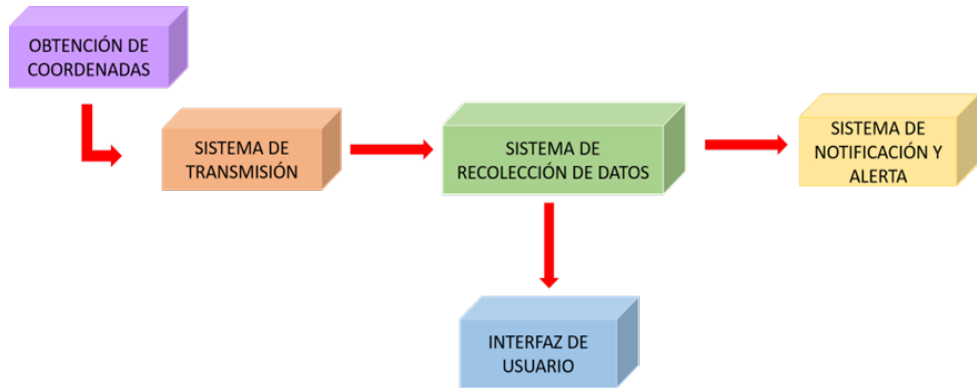 OBTENCIÓN DE
COORDENADAS
SISTEMA DE
TRANSMISIÓN
SISTEMA DE
RECOLECCIÓN DE DATOS
SISTEMA DE
NOTIFICACIÓN Y
ALERTA
INTERFAZ DE
USUARIO